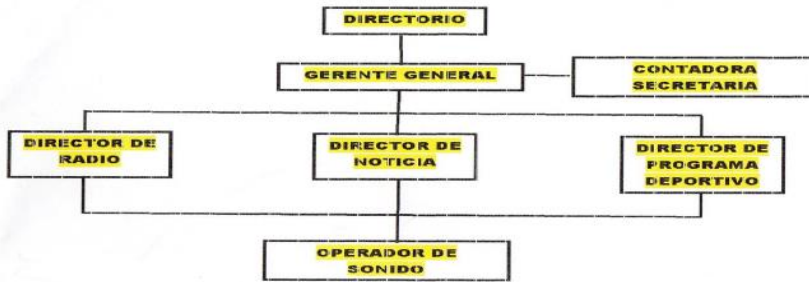 DIRECTORIO
GERENTE GENERAL
CONTADORA
SECRETARIA
DIRECTOR DE
RADIO
DIRECTOR DE
NOTICIA
DIRECTOR DE
PROGRAMA
DEPORTIVO
OPERADOR DE
SONIDO